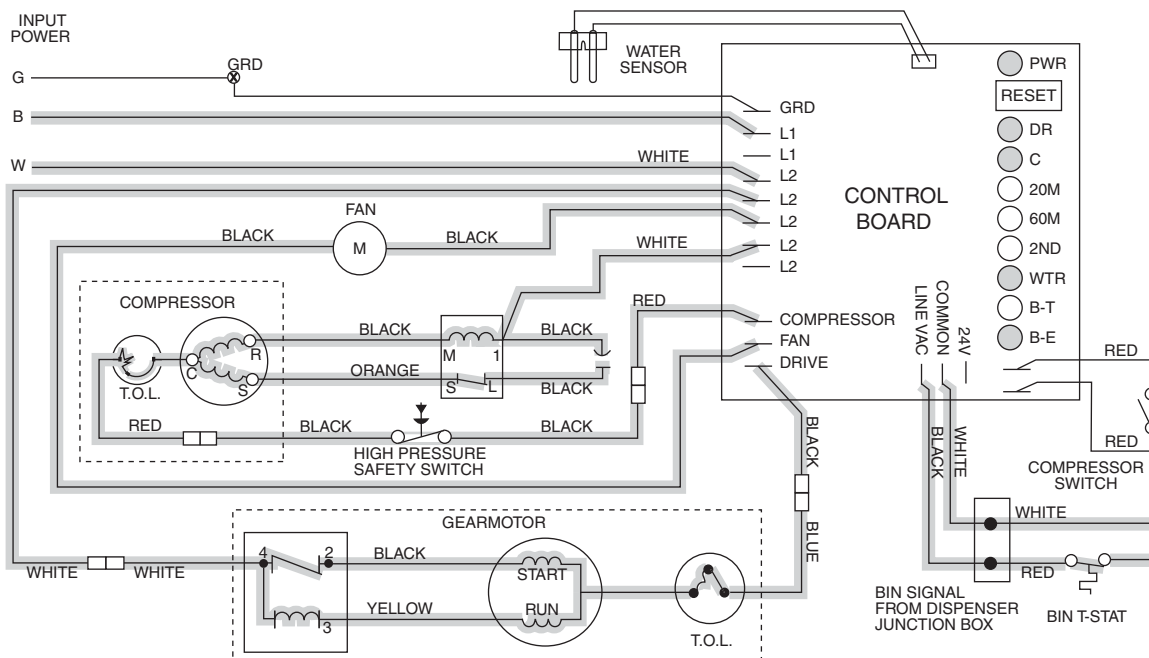 INPUT
POWER
G
GRD
B
W
WHITE
WATER
SENSOR
GRD
L1
L1
L2
L2
L2
L2
L2
COMPRESSOR
FAN
DRIVE
CONTROL
BOARD
LINE VAC
COMMON
24V
PWR
RESET
DR
C
20M
60M
2ND
WTR
B-T
B-E
RED
RED
COMPRESSOR
SWITCH
FAN
BLACK
M
BLACK
WHITE
COMPRESSOR
T.O.L.
C
R
S
BLACK
M
1
BLACK
ORANGE
S
L
BLACK
RED
RED
BLACK
BLACK
HIGH PRESSURE
SAFETY SWITCH
BLACK
BLUE
BLACK
WHITE
WHITE
RED
BIN SIGNAL
FROM DISPENSER
JUNCTION BOX
BIN T-STAT
GEARMOTOR
WHITE
WHITE
4
2
BLACK
START
YELLOW
3
RUN
T.O.L.